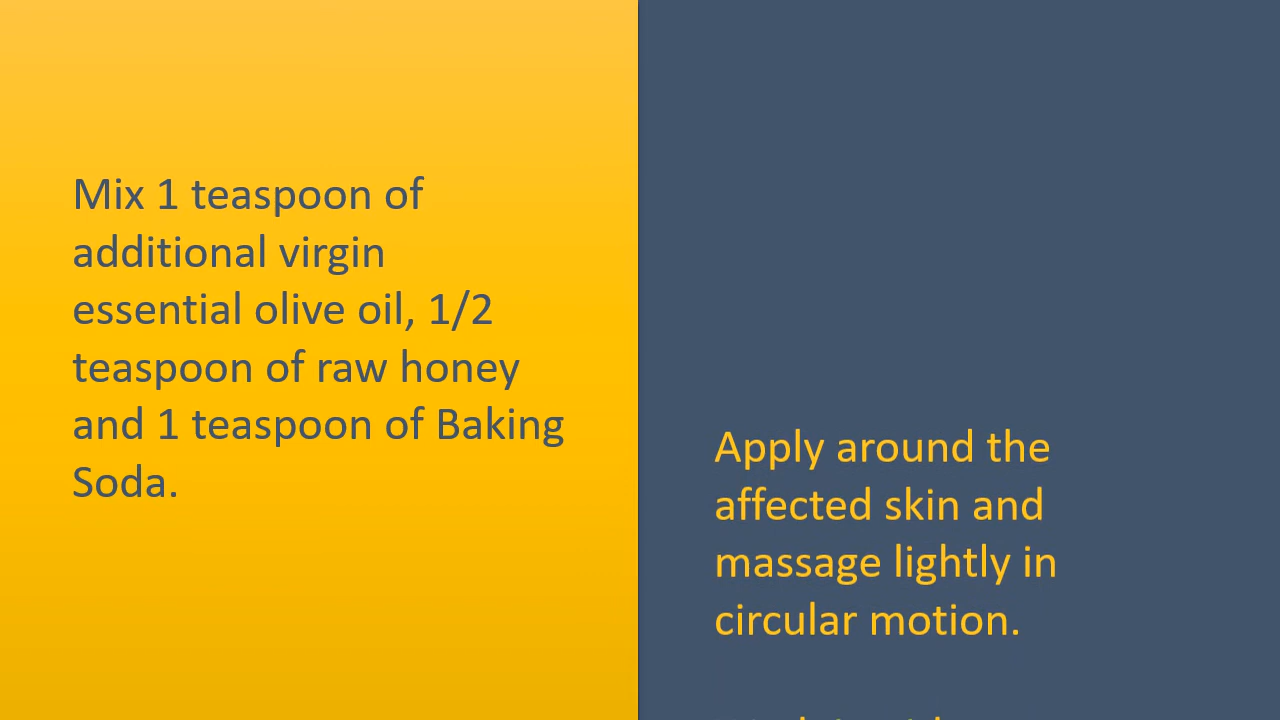 Mix 1 teaspoon of
additional virgin
essential olive oil, 1/2
teaspoon of raw honey
and 1 teaspoon of Baking
Soda.
Apply around the
affected skin and
massage lightly in
circular motion.